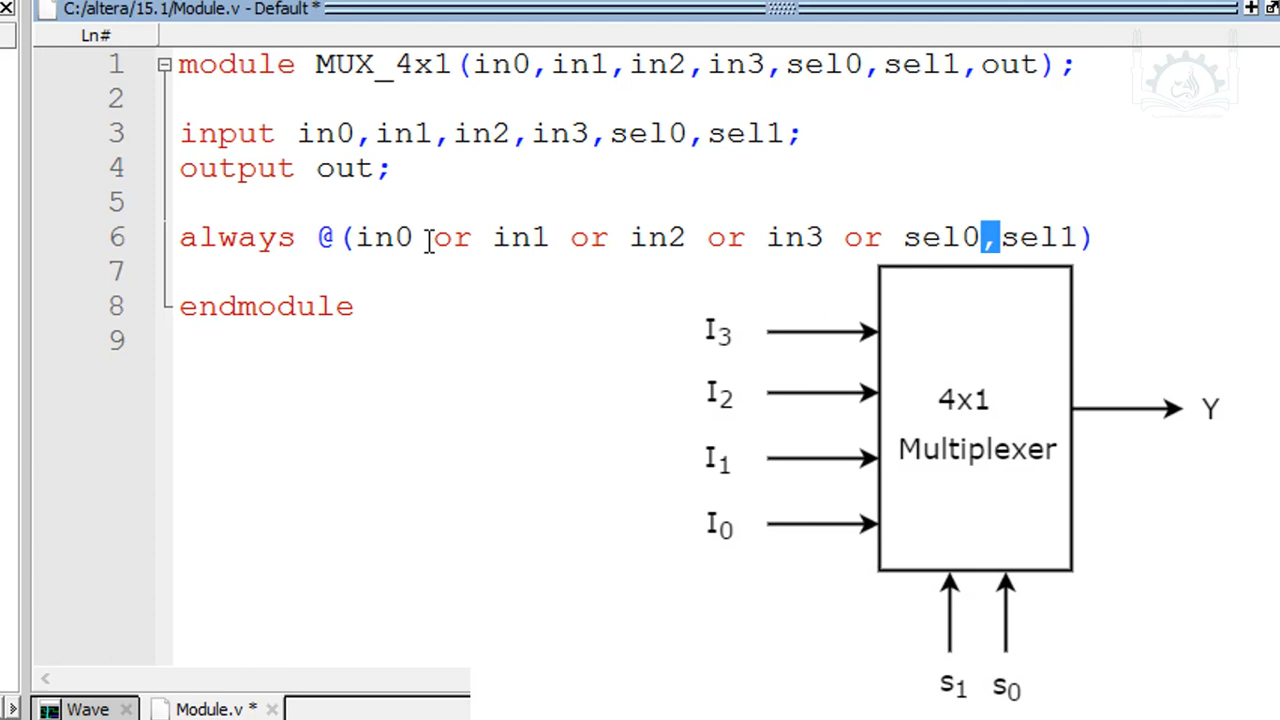 C:/altera/15.1/Module.v - Default *
Ln#
1 module MUX_4x1(in0,in1,in2,in3,sel0,sel1,out);
2
3 input in0,in1,in2,in3,sel0,sel1;
4 output out;
5
6 always @(in0 or in1 or in2 or in3 or sel0,sel1)
7
8 endmodule
9
I3
I2
I1
I0
4x1
Multiplexer
Y
s1 s0
Wave Module.v *